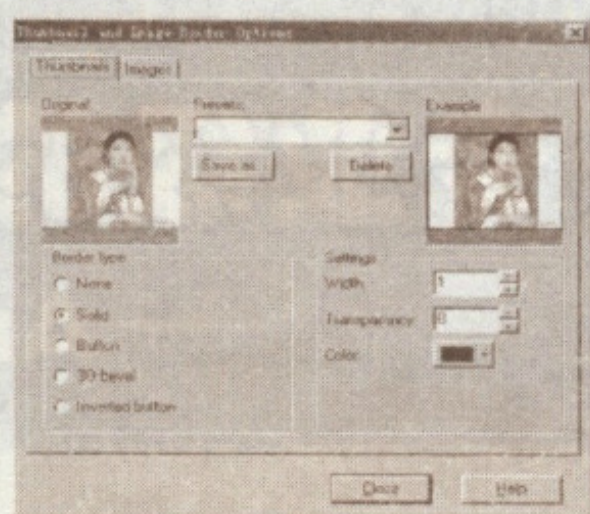 Thumbnail and Image Border Options
Thumbnails Images
Original Presets Example
Save as Delete
Border type Settings
None Width 1
Solid Transparency 0
Button Color
3D bevel
Inverted button
Close Help